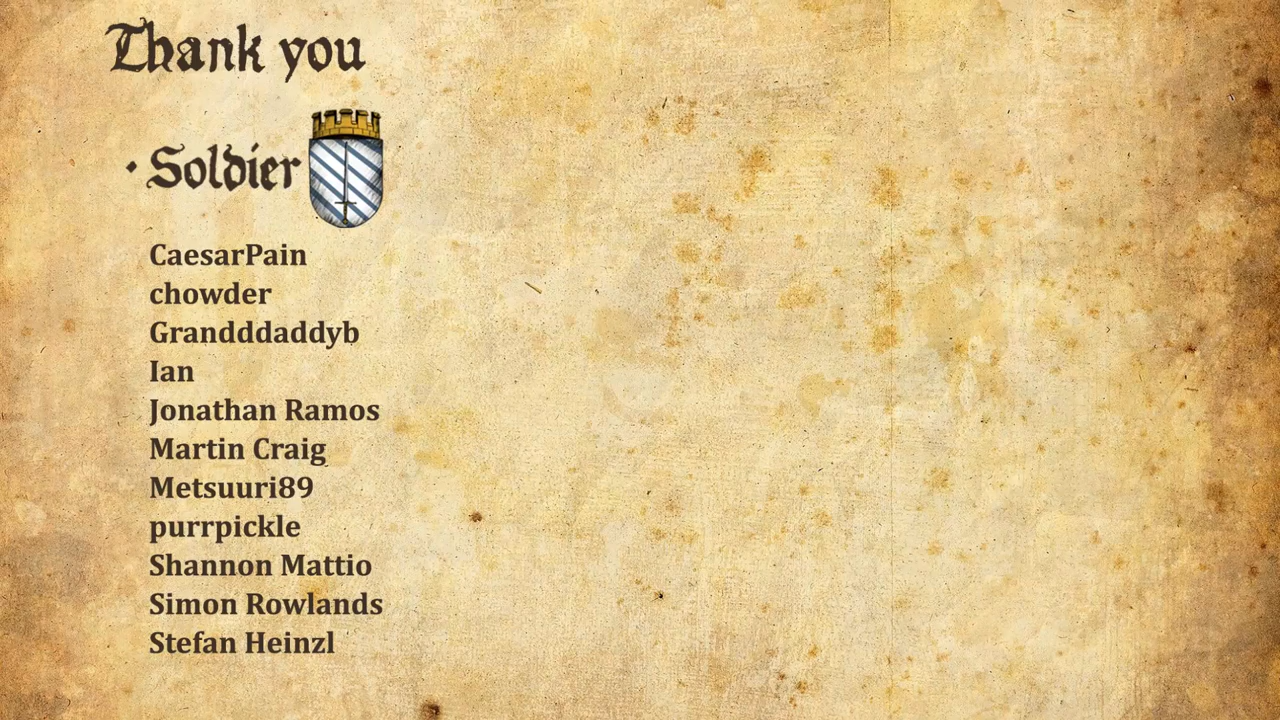 Thank you
· Soldier
CaesarPain
chowder
Grandddaddyb
Ian
Jonathan Ramos
Martin Craig
Metsuuri89
purrpickle
Shannon Mattio
Simon Rowlands
Stefan Heinzl